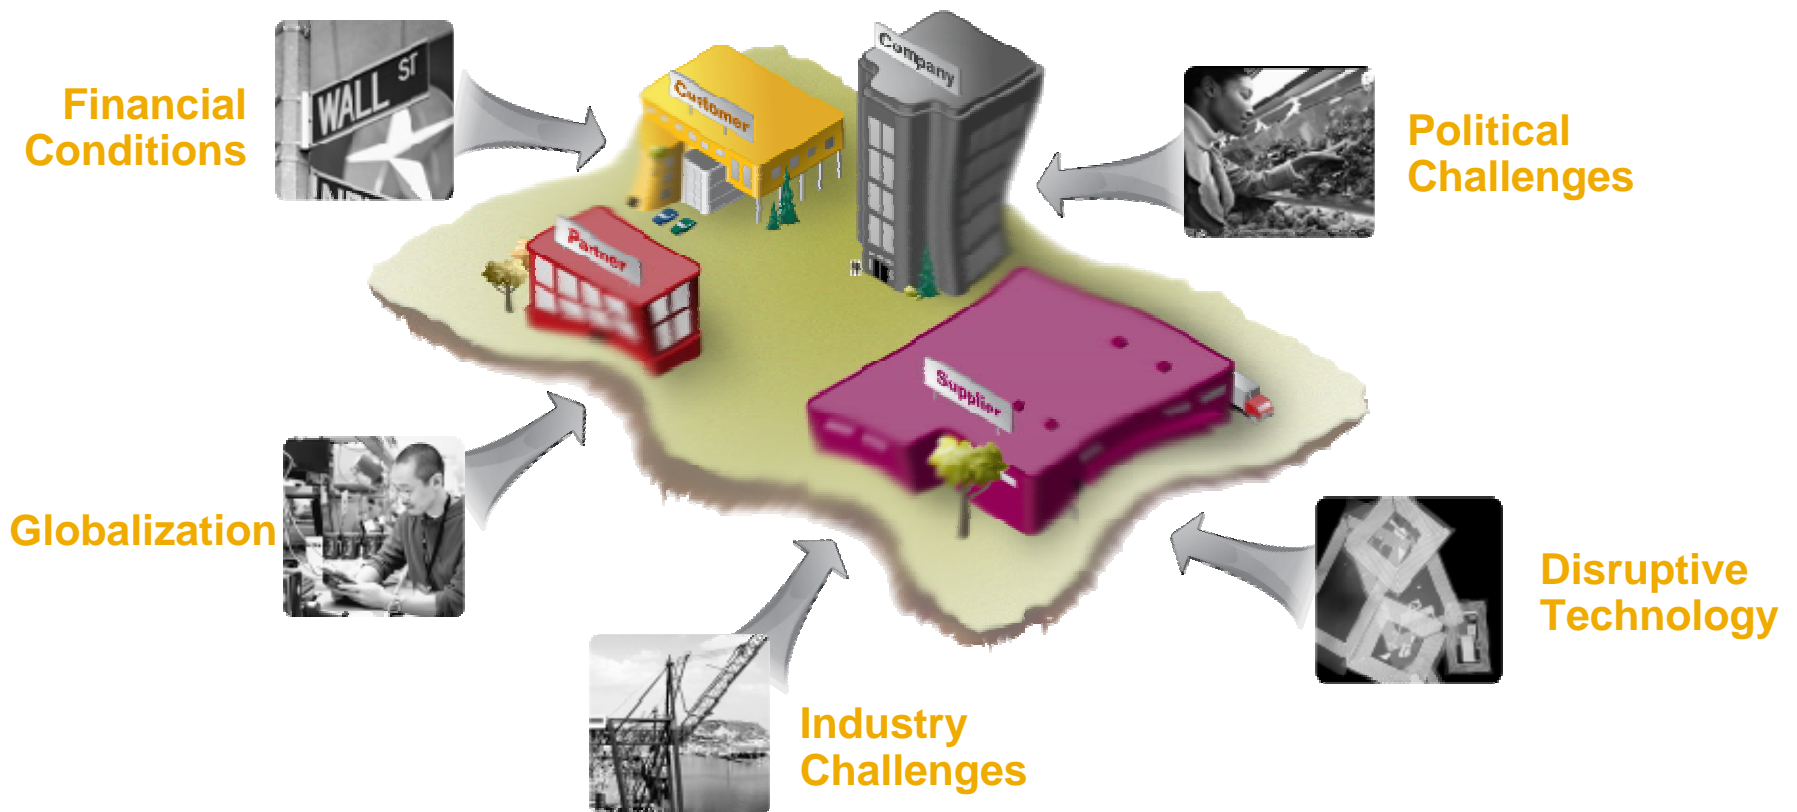 WALL ST
Financial
Conditions
Customer
Company
Political
Challenges
Partner
Supplier
Globalization
Disruptive
Technology
Industry
Challenges